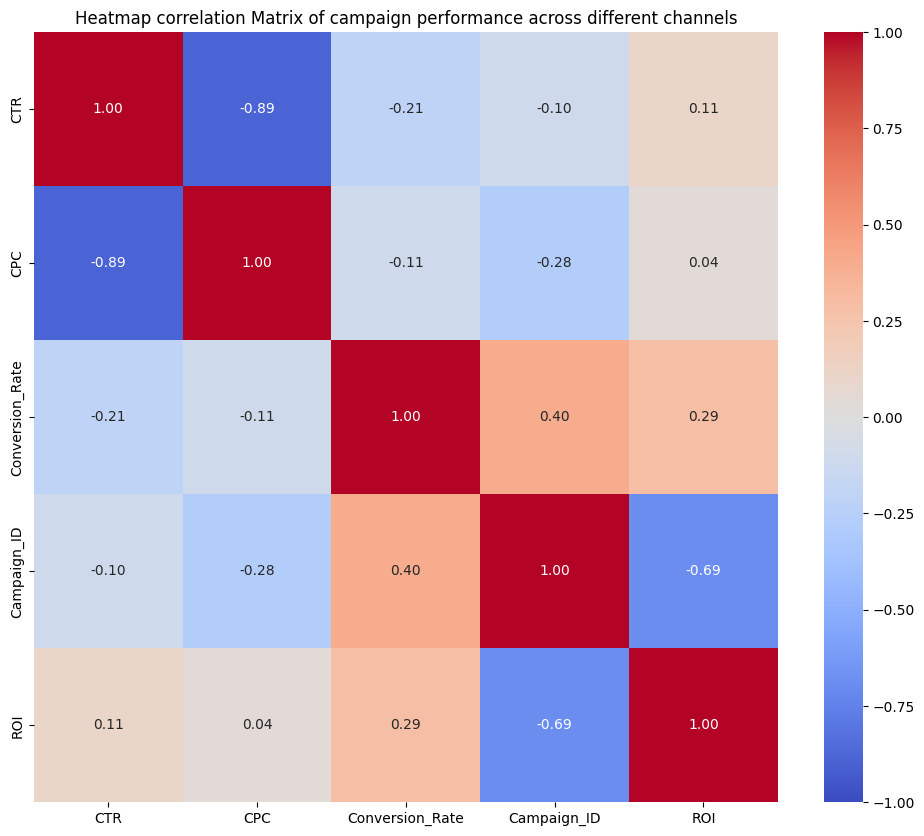 Heatmap correlation Matrix of campaign performance across different channels
CTR 1.00 -0.89 -0.21 -0.10 0.11
CPC -0.89 1.00 -0.11 -0.28 0.04
Conversion_Rate -0.21 -0.11 1.00 0.40 0.29
Campaign_ID -0.10 -0.28 0.40 1.00 -0.69
ROI 0.11 0.04 0.29 -0.69 1.00
CTR CPC Conversion_Rate Campaign_ID ROI
1.00
0.75
0.50
0.25
0.00
−0.25
−0.50
−0.75
−1.00